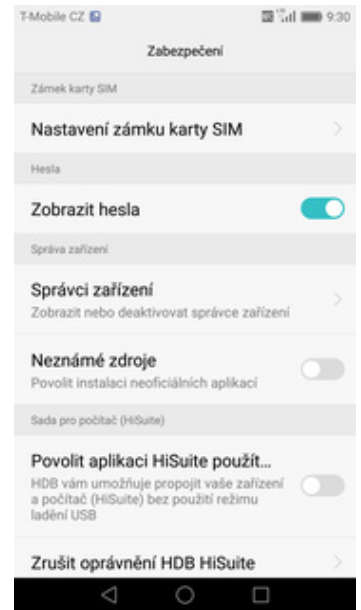 T-Mobile CZ 9:30
Zabezpečení
Zámek karty SIM
Nastavení zámku karty SIM
Hesla
Zobrazit hesla
Správa zařízení
Správci zařízení
Zobrazit nebo deaktivovat správce zařízení
Neznámé zdroje
Povolit instalaci neoficiálních aplikací
Sada pro počítač (HiSuite)
Povolit aplikaci HiSuite použít...
HDB vám umožňuje propojit vaše zařízení
a počítač (HiSuite) bez použití režimu
ladění USB
Zrušit oprávnění HDB HiSuite